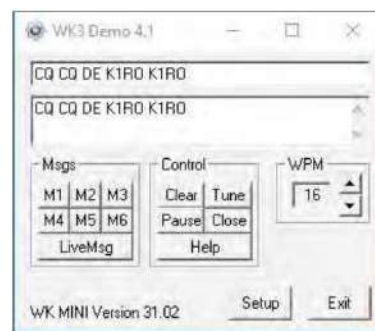 WK3 Demo 4.1
CQ CQ DE K1RO K1RO
CQ CQ DE K1RO K1RO
Msgs
Control
WPM
M1 M2 M3
Clear Tune
16
M4 M5 M6
Pause Close
LiveMsg
Help
WK MINI Version 31.02
Setup
Exit